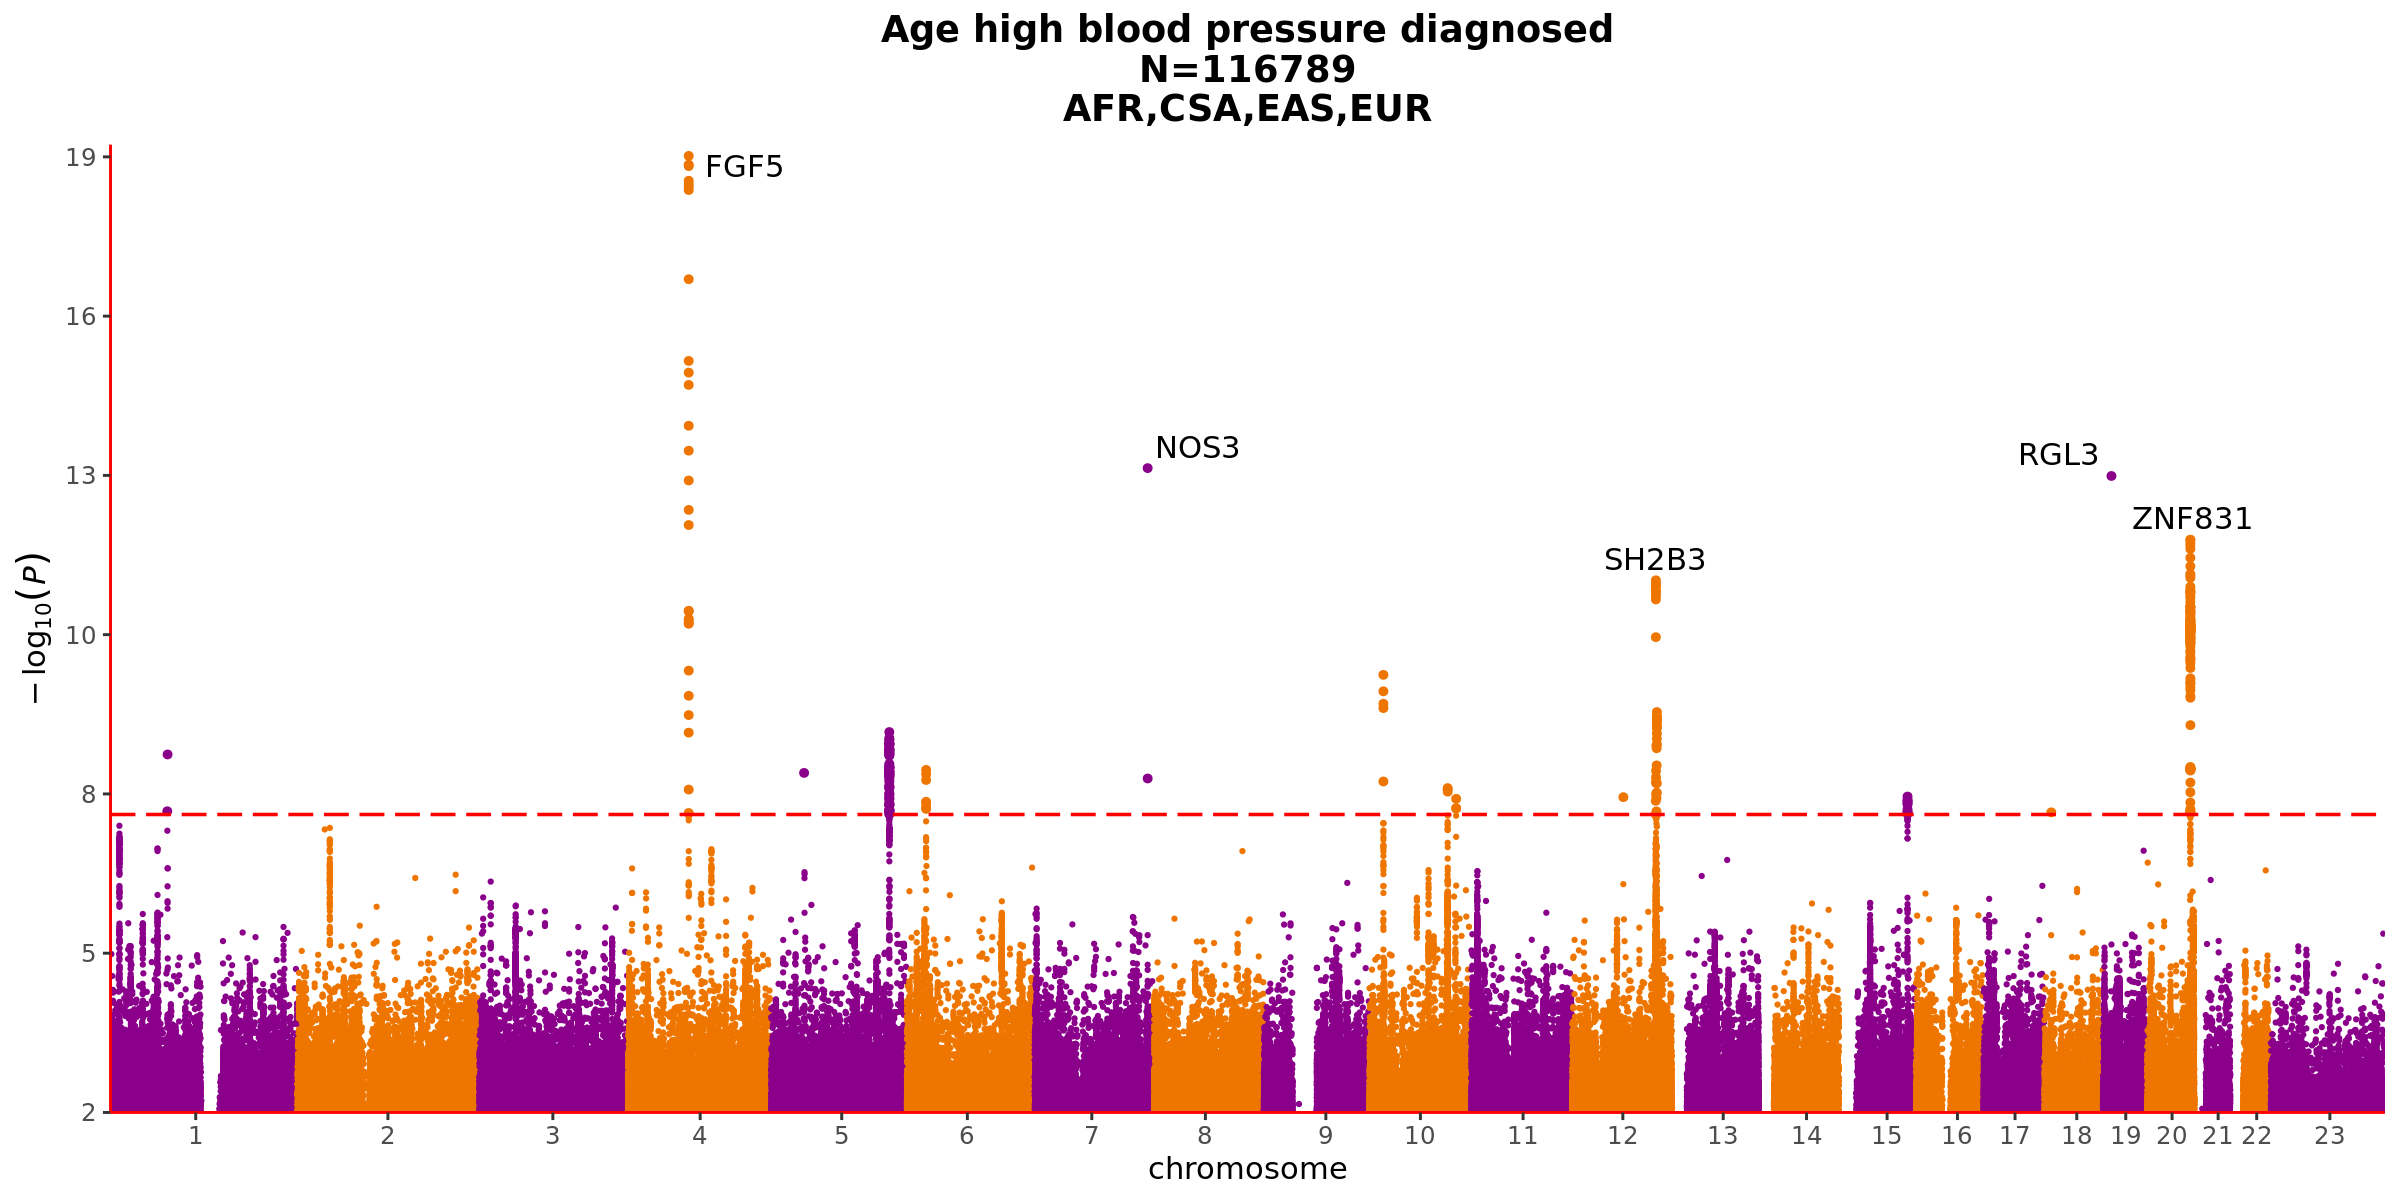 Age high blood pressure diagnosed
N=116789
AFR,CSA,EAS,EUR
19
FGF5
16
NOS3
RGL3
13
ZNF831
SH2B3
−log10(P)
10
8
5
2
1 2 3 4 5 6 7 8 9 10 11 12 13 14 15 16 17 18 19 20 21 22 23
chromosome